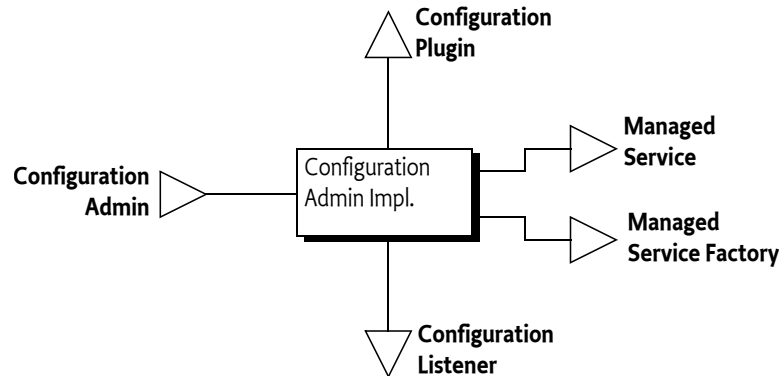 Configuration
Plugin
Managed
Service
Configuration
Admin Impl.
Configuration
Admin
Managed
Service Factory
Configuration
Listener